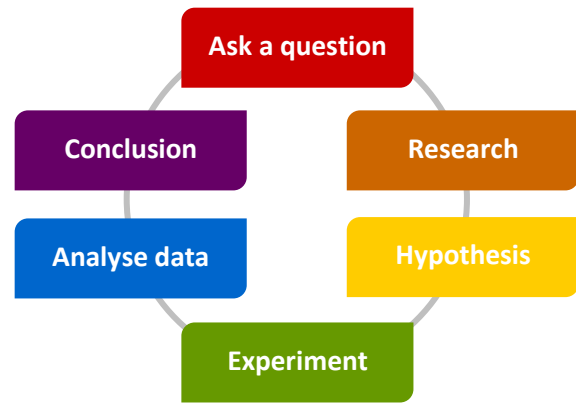 Ask a question
Research
Hypothesis
Experiment
Analyse data
Conclusion